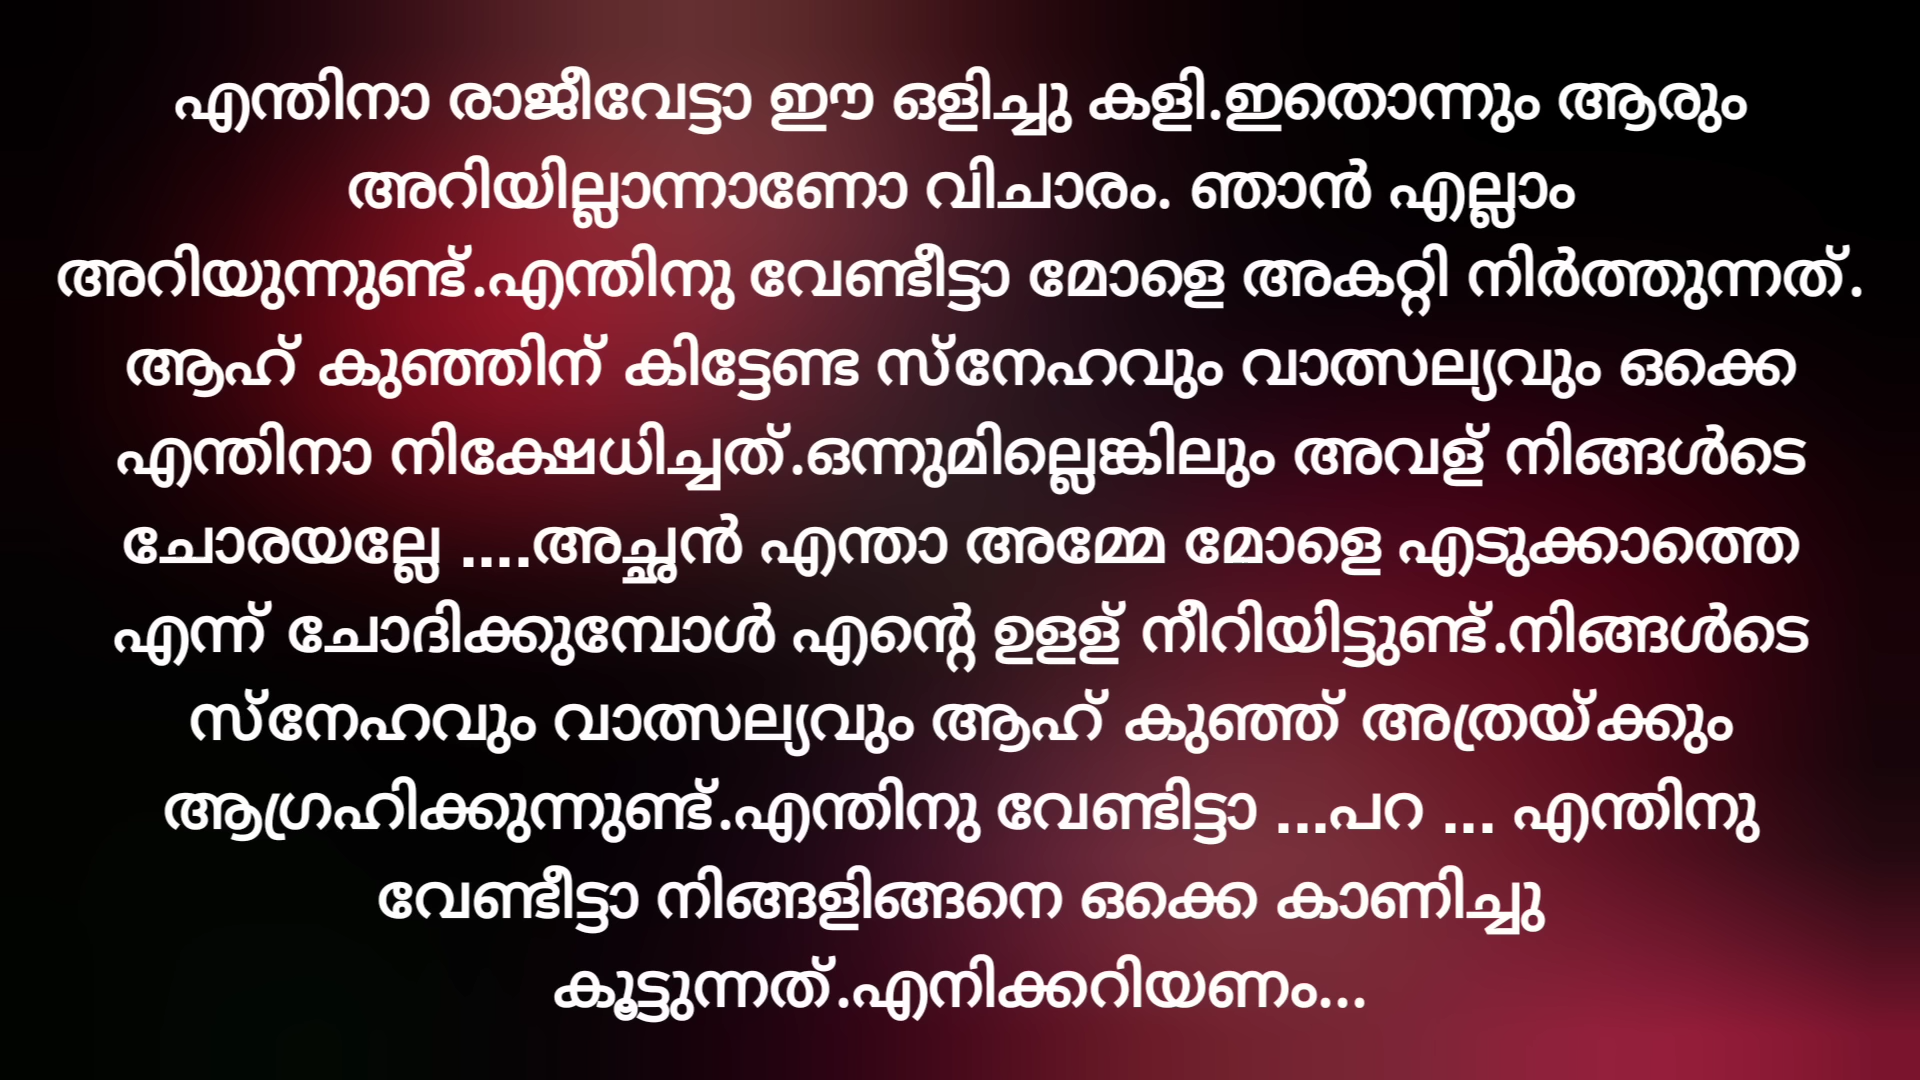 എന്തിനാ രാജീവേട്ടാ ഈ ഒളിച്ചു കളി.ഇതൊന്നും ആരും
അറിയില്ലാന്നാണോ വിചാരം. ഞാൻ എല്ലാം
അറിയുന്നുണ്ട്.എന്തിനു വേണ്ടീട്ടാ മോളെ അകറ്റി നിർത്തുന്നത്.
ആഹ് കുഞ്ഞിന് കിട്ടേണ്ട സ്നേഹവും വാത്സല്യവും ഒക്കെ
എന്തിനാ നിക്ഷേധിച്ചത്.ഒന്നുമില്ലെങ്കിലും അവള് നിങ്ങൾടെ
ചോരയല്ലേ ....അച്ഛൻ എന്താ അമ്മേ മോളെ എടുക്കാത്തെ
എന്ന് ചോദിക്കുമ്പോൾ എന്റെ ഉളള് നീറിയിട്ടുണ്ട്.നിങ്ങൾടെ
സ്നേഹവും വാത്സല്യവും ആഹ് കുഞ്ഞ് അത്രയ്ക്കും
ആഗ്രഹിക്കുന്നുണ്ട്.എന്തിനു വേണ്ടിട്ടാ ...പറ ... എന്തിനു
വേണ്ടീട്ടാ നിങ്ങളിങ്ങനെ ഒക്കെ കാണിച്ചു
കൂട്ടുന്നത്.എനിക്കറിയണം...